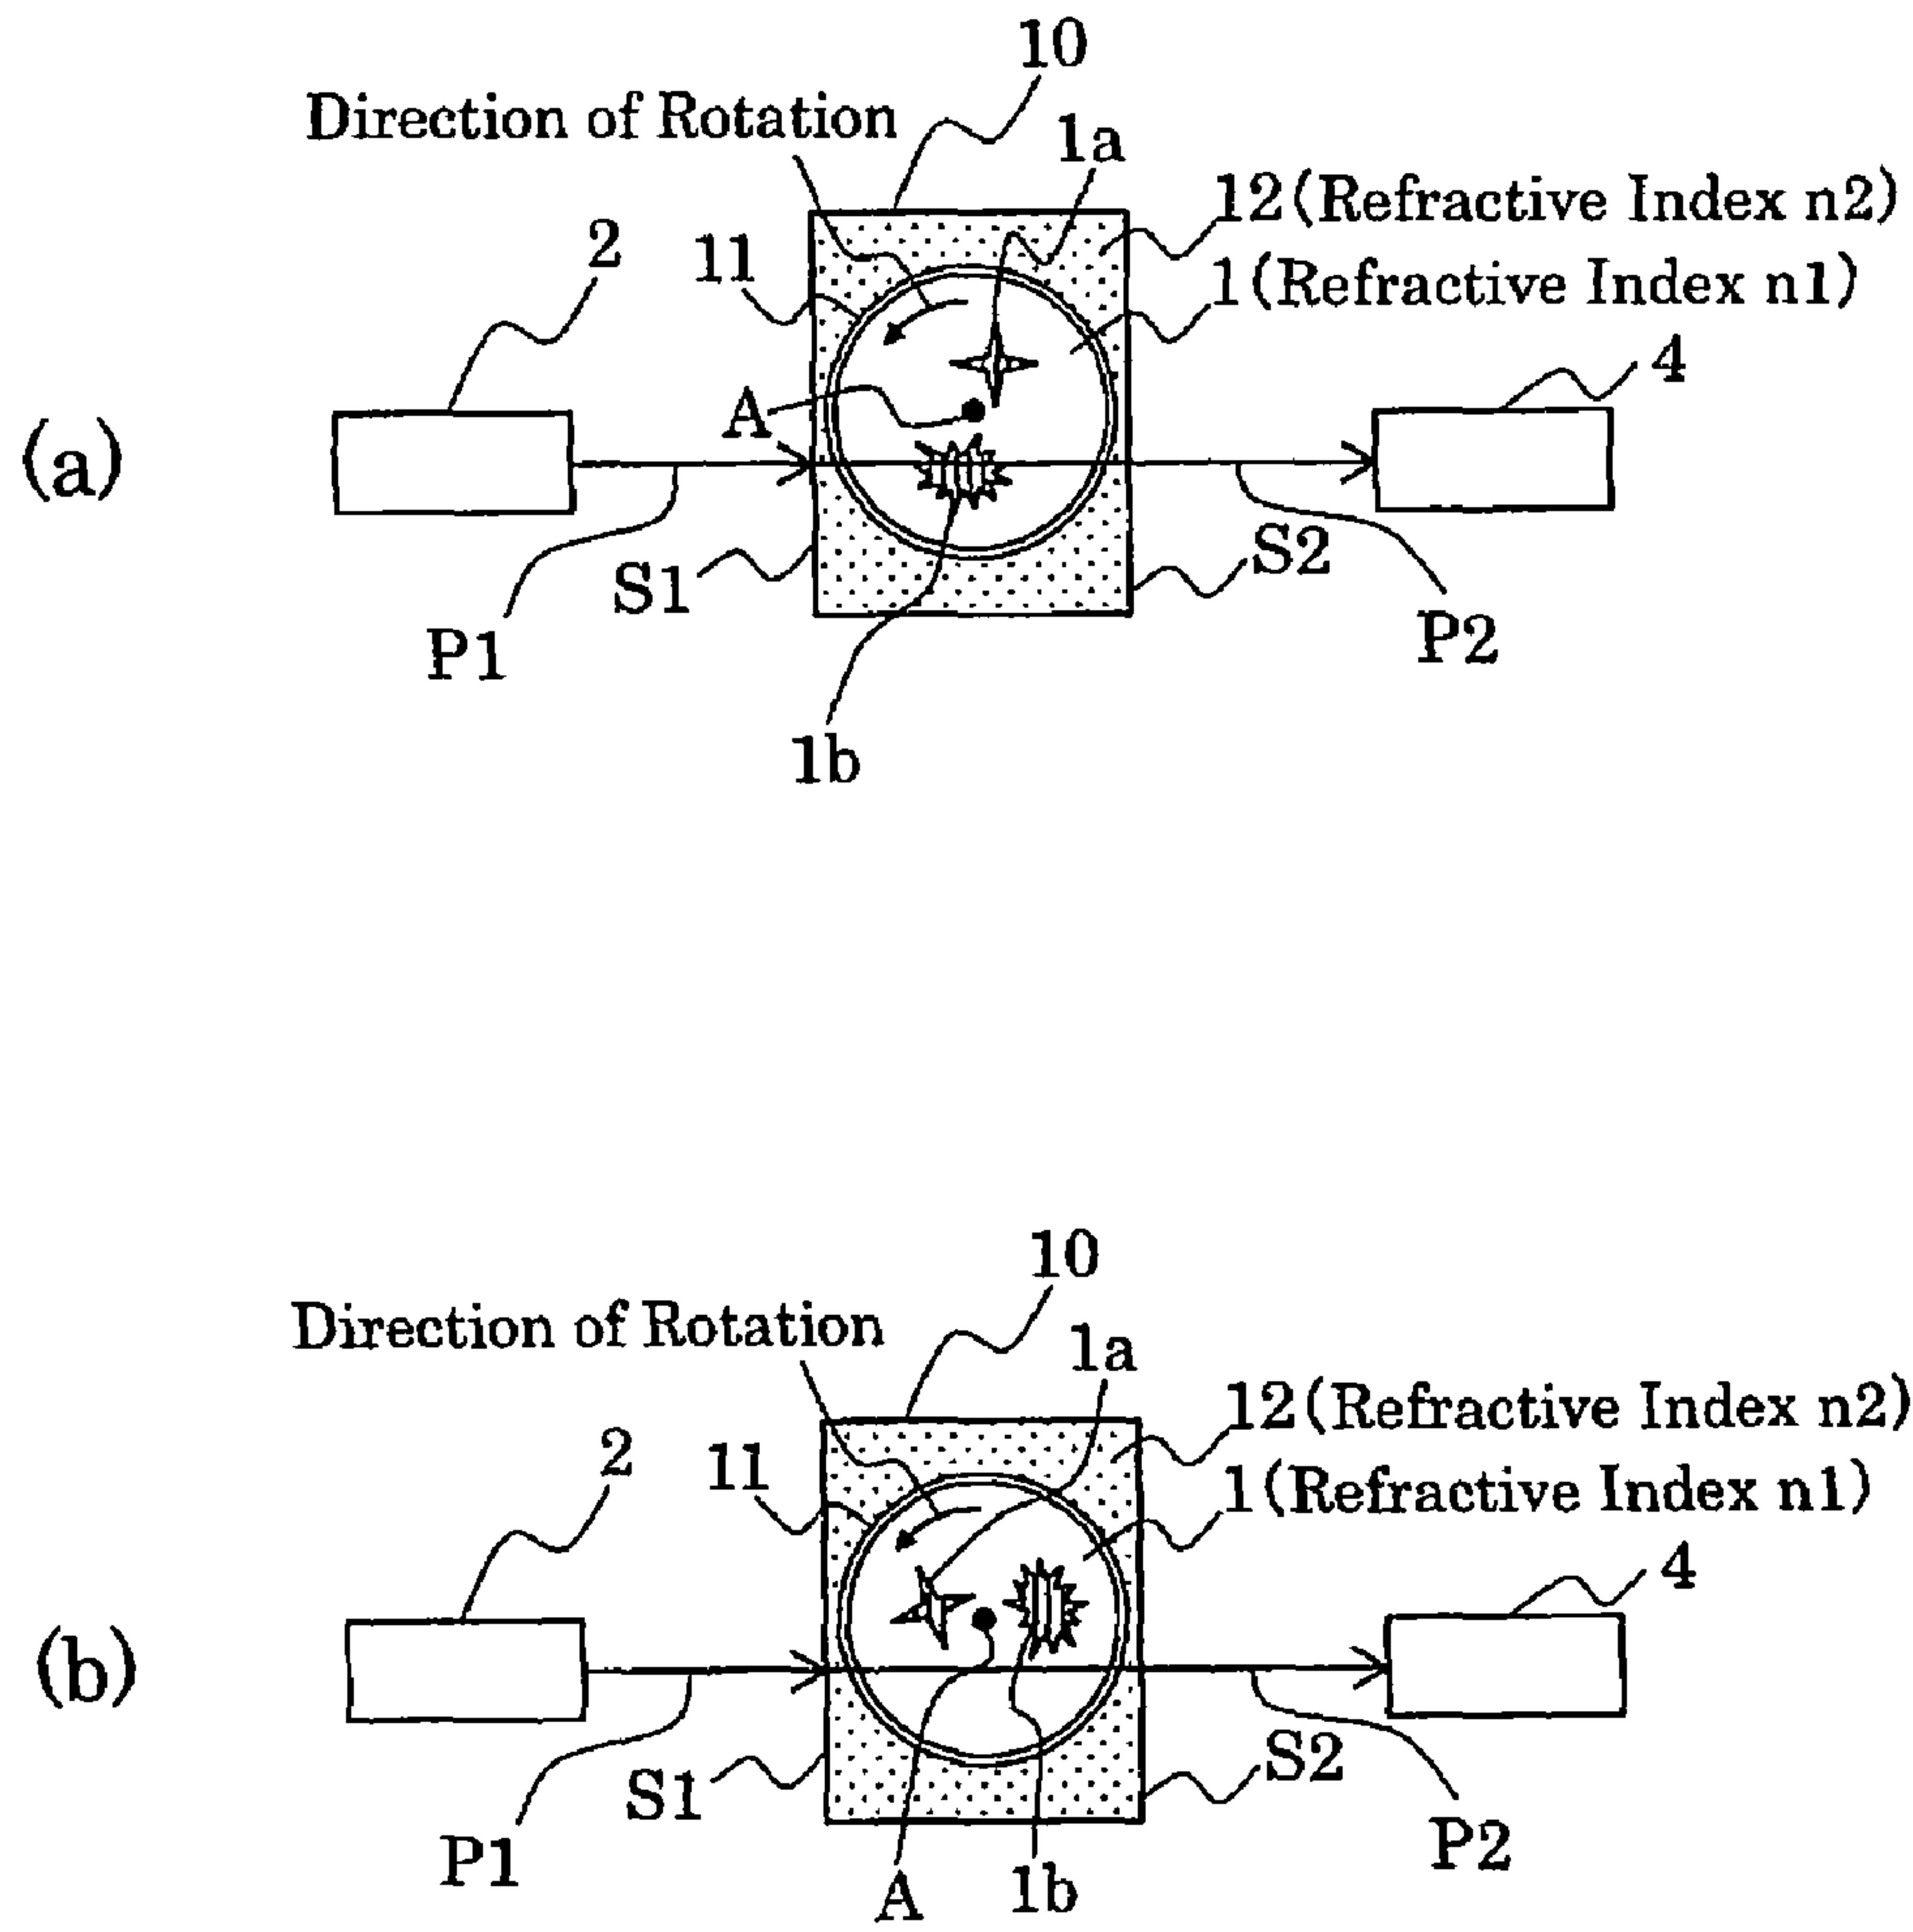 10
Direction of Rotation
1a
12(Refractive Index n2)
2
11
1(Refractive Index n1)
4
A
(a)
S1
S2
P1
P2
1b
10
Direction of Rotation
1a
12(Refractive Index n2)
2
11
1(Refractive Index n1)
4
(b)
S1
S2
P1
P2
A
1b